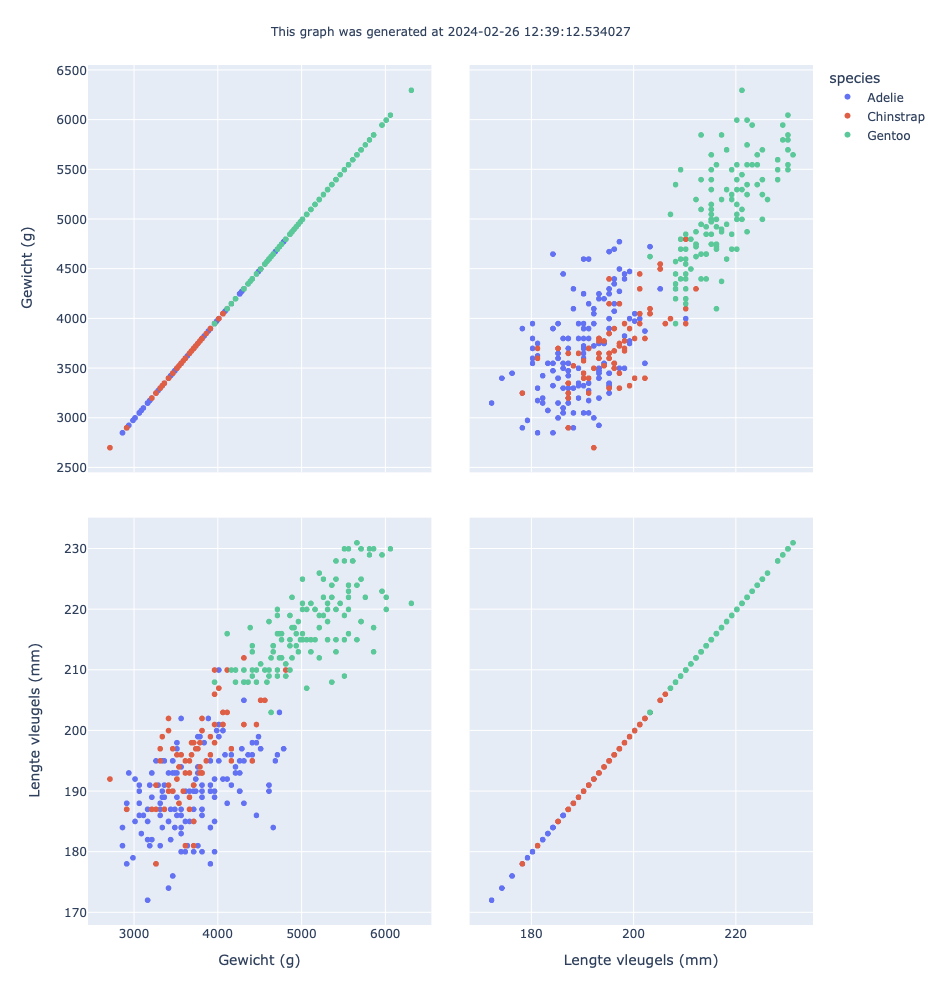 This graph was generated at 2024-02-26 12:39:12.534027
species
Adelie
Chinstrap
Gentoo
6500
6000
5500
5000
4500
4000
3500
3000
2500
Gewicht (g)
230
220
210
200
190
180
170
Lengte vleugels (mm)
3000 4000 5000 6000
Gewicht (g)
180 200 220
Lengte vleugels (mm)